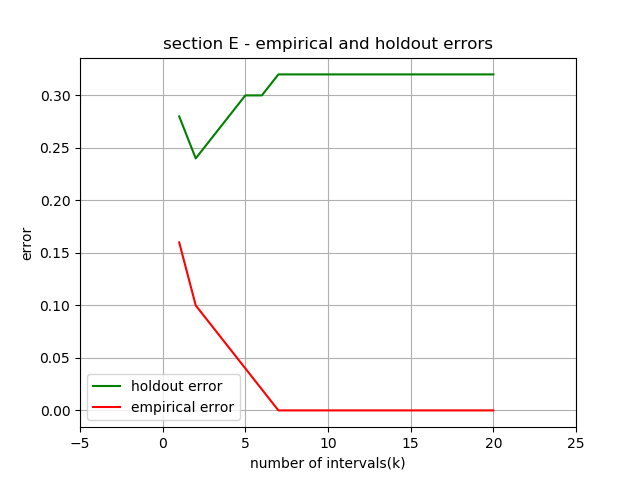 section E - empirical and holdout errors
error
0.30
0.25
0.20
0.15
0.10
0.05
0.00
holdout error
empirical error
−5 0 5 10 15 20 25
number of intervals(k)